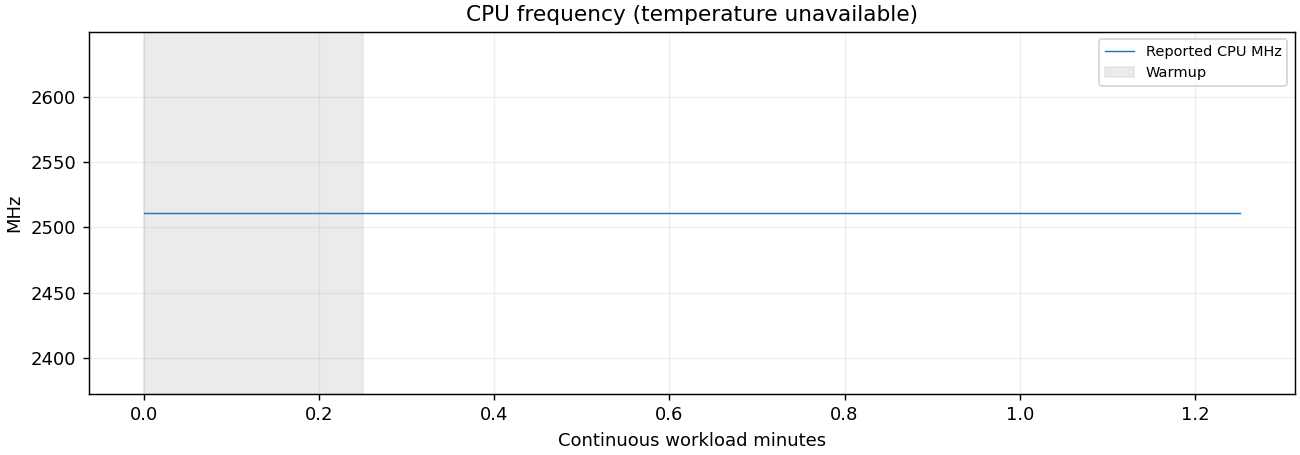 CPU frequency (temperature unavailable)
Reported CPU MHz
Warmup
2600
2550
2500
2450
2400
MHz
0.0 0.2 0.4 0.6 0.8 1.0 1.2
Continuous workload minutes